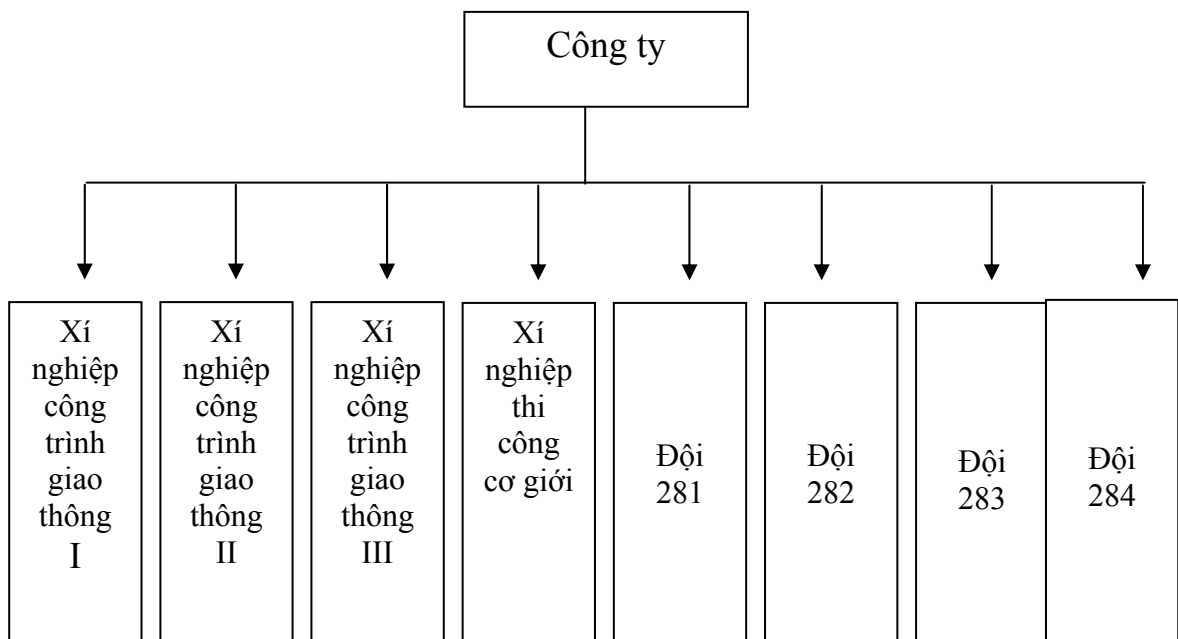 Công ty
Xí
nghiệp
công
trình
giao
thông
I
Xí
nghiệp
công
trình
giao
thông
II
Xí
nghiệp
công
trình
giao
thông
III
Xí
nghiệp
thi
công
cơ giới
Đội
281
Đội
282
Đội
283
Đội
284